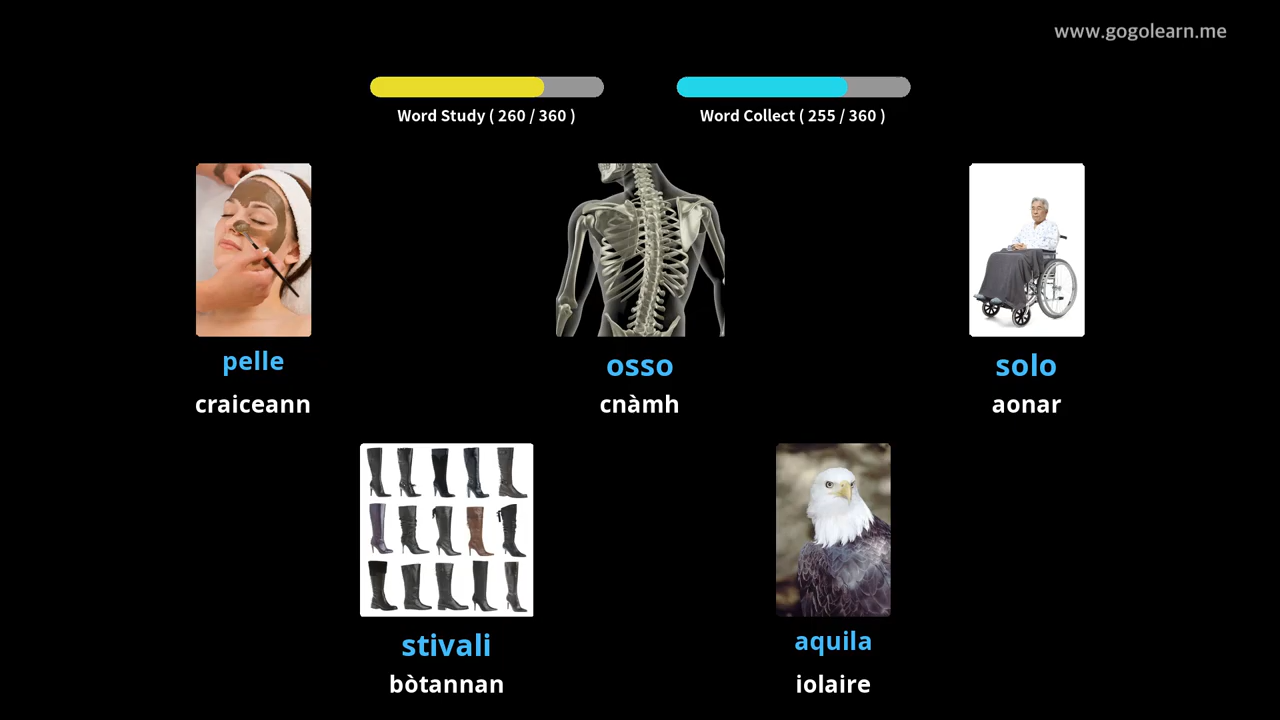 www.gogolearn.me
Word Study ( 260 / 360 )
Word Collect ( 255 / 360 )
pelle
craiceann
osso
cnàmh
solo
aonar
stivali
bòtannan
aquila
iolaire